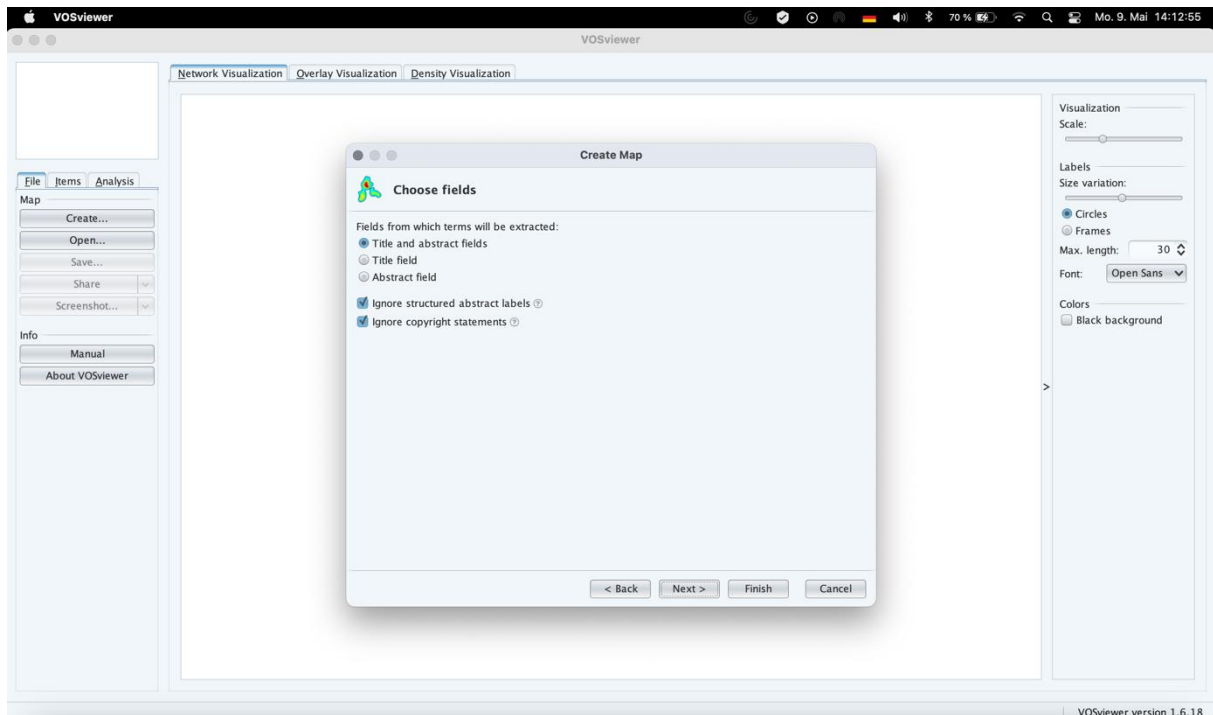 VOSviewer
70 %
Mo. 9. Mai 14:12:55
VOSviewer
Network Visualization Overlay Visualization Density Visualization
File Items Analysis
Map
Create...
Open...
Save...
Share
Screenshot...
Info
Manual
About VOSviewer
Create Map
Choose fields
Fields from which terms will be extracted:
Title and abstract fields
Title field
Abstract field
Ignore structured abstract labels ?
Ignore copyright statements ?
< Back Next > Finish Cancel
>
Visualization
Scale:
Labels
Size variation:
Circles
Frames
Max. length: 30
Font: Open Sans
Colors
Black background
VOSviewer version 1.6.18